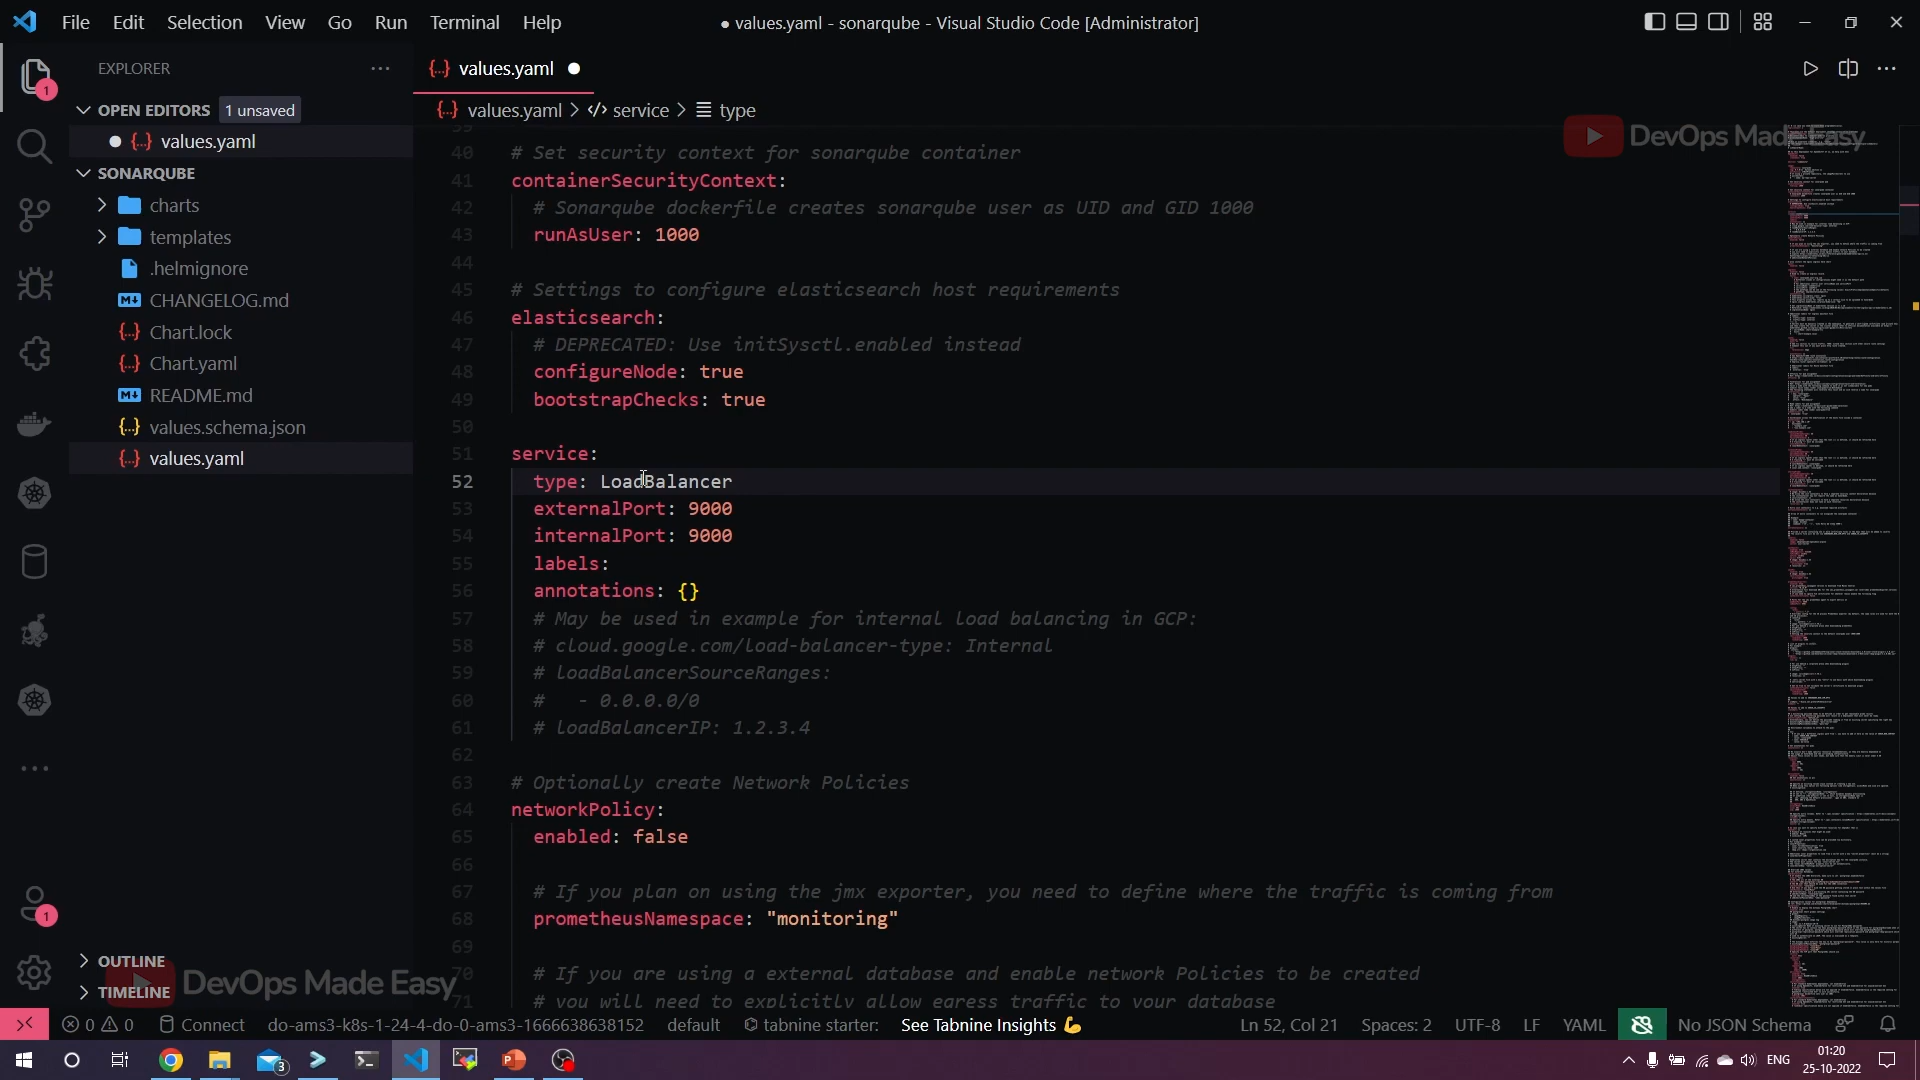 File Edit Selection View Go Run Terminal Help
● values.yaml - sonarqube - Visual Studio Code [Administrator]
EXPLORER
1
OPEN EDITORS 1 unsaved
values.yaml
SONARQUBE
charts
templates
.helmignore
CHANGELOG.md
Chart.lock
Chart.yaml
README.md
values.schema.json
values.yaml
1
OUTLINE
TIMELINE
DevOps Made Easy
values.yaml
values.yaml > service > type
DevOps Made Easy
39
40 # Set security context for sonarqube container
41 containerSecurityContext:
42 # Sonarqube dockerfile creates sonarqube user as UID and GID 1000
43 runAsUser: 1000
44
45 # Settings to configure elasticsearch host requirements
46 elasticsearch:
47 # DEPRECATED: Use initSysctl.enabled instead
48 configureNode: true
49 bootstrapChecks: true
50
51 service:
52 type: LoadBalancer
53 externalPort: 9000
54 internalPort: 9000
55 labels:
56 annotations: {}
57 # May be used in example for internal load balancing in GCP:
58 # cloud.google.com/load-balancer-type: Internal
59 # loadBalancerSourceRanges:
60 #   - 0.0.0.0/0
61 # loadBalancerIP: 1.2.3.4
62
63 # Optionally create Network Policies
64 networkPolicy:
65 enabled: false
66
67 # If you plan on using the jmx exporter, you need to define where the traffic is coming from
68 prometheusNamespace: "monitoring"
69
70 # If you are using a external database and enable network Policies to be created
71 # you will need to explicitly allow egress traffic to your database
0 0 Connect do-ams3-k8s-1-24-4-do-0-ams3-1666638638152 default tabnine starter: See Tabnine Insights 💪 Ln 52, Col 21 Spaces: 2 UTF-8 LF YAML No JSON Schema
3
ENG
01:20
25-10-2022